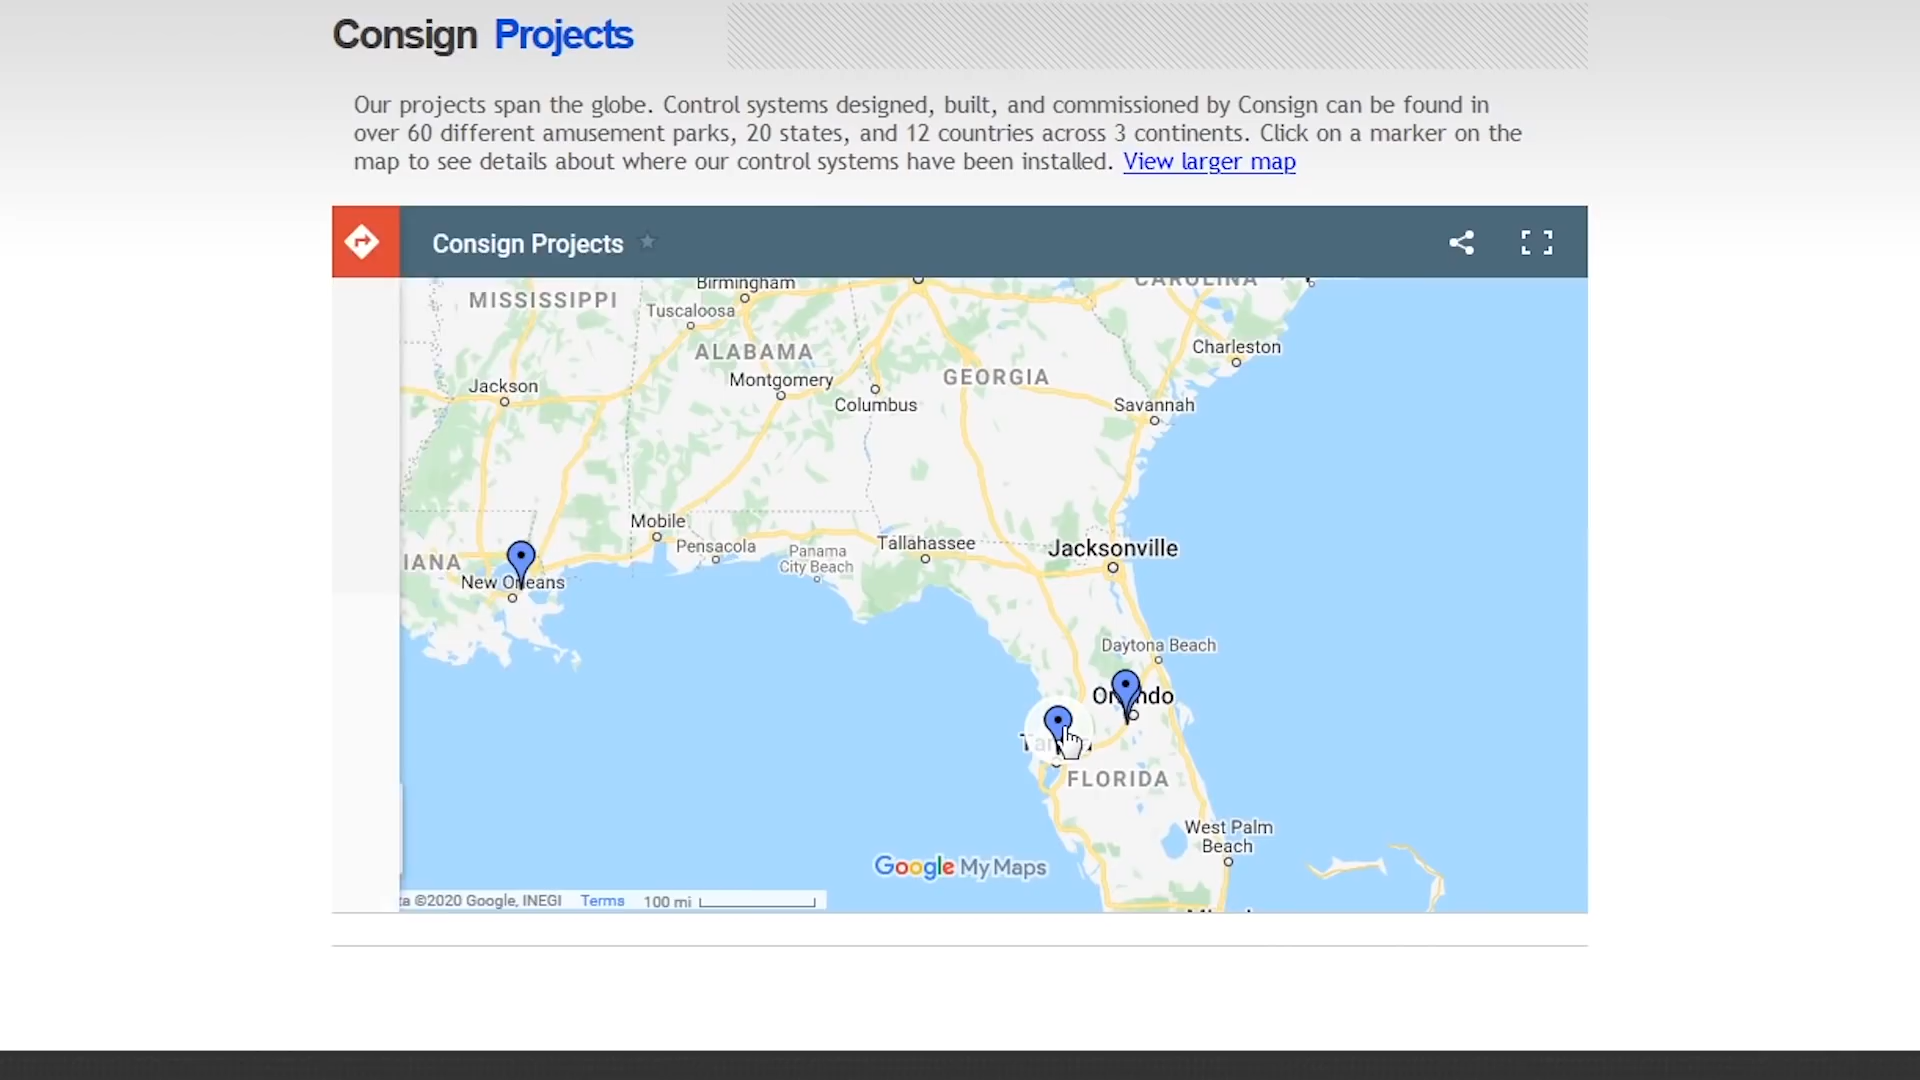 Consign Projects
Our projects span the globe. Control systems designed, built, and commissioned by Consign can be found in
over 60 different amusement parks, 20 states, and 12 countries across 3 continents. Click on a marker on the
map to see details about where our control systems have been installed. View larger map
Consign Projects
Birmingham
CAROLINA
MISSISSIPPI
Tuscaloosa
ALABAMA
Charleston
Montgomery
GEORGIA
Jackson
Columbus
Savannah
Mobile
Pensacola
Panama
City Beach
Tallahassee
Jacksonville
IANA
New Orleans
Daytona Beach
Orlando
FLORIDA
West Palm
Beach
Google My Maps
ta ©2020 Google, INEGI Terms 100 mi